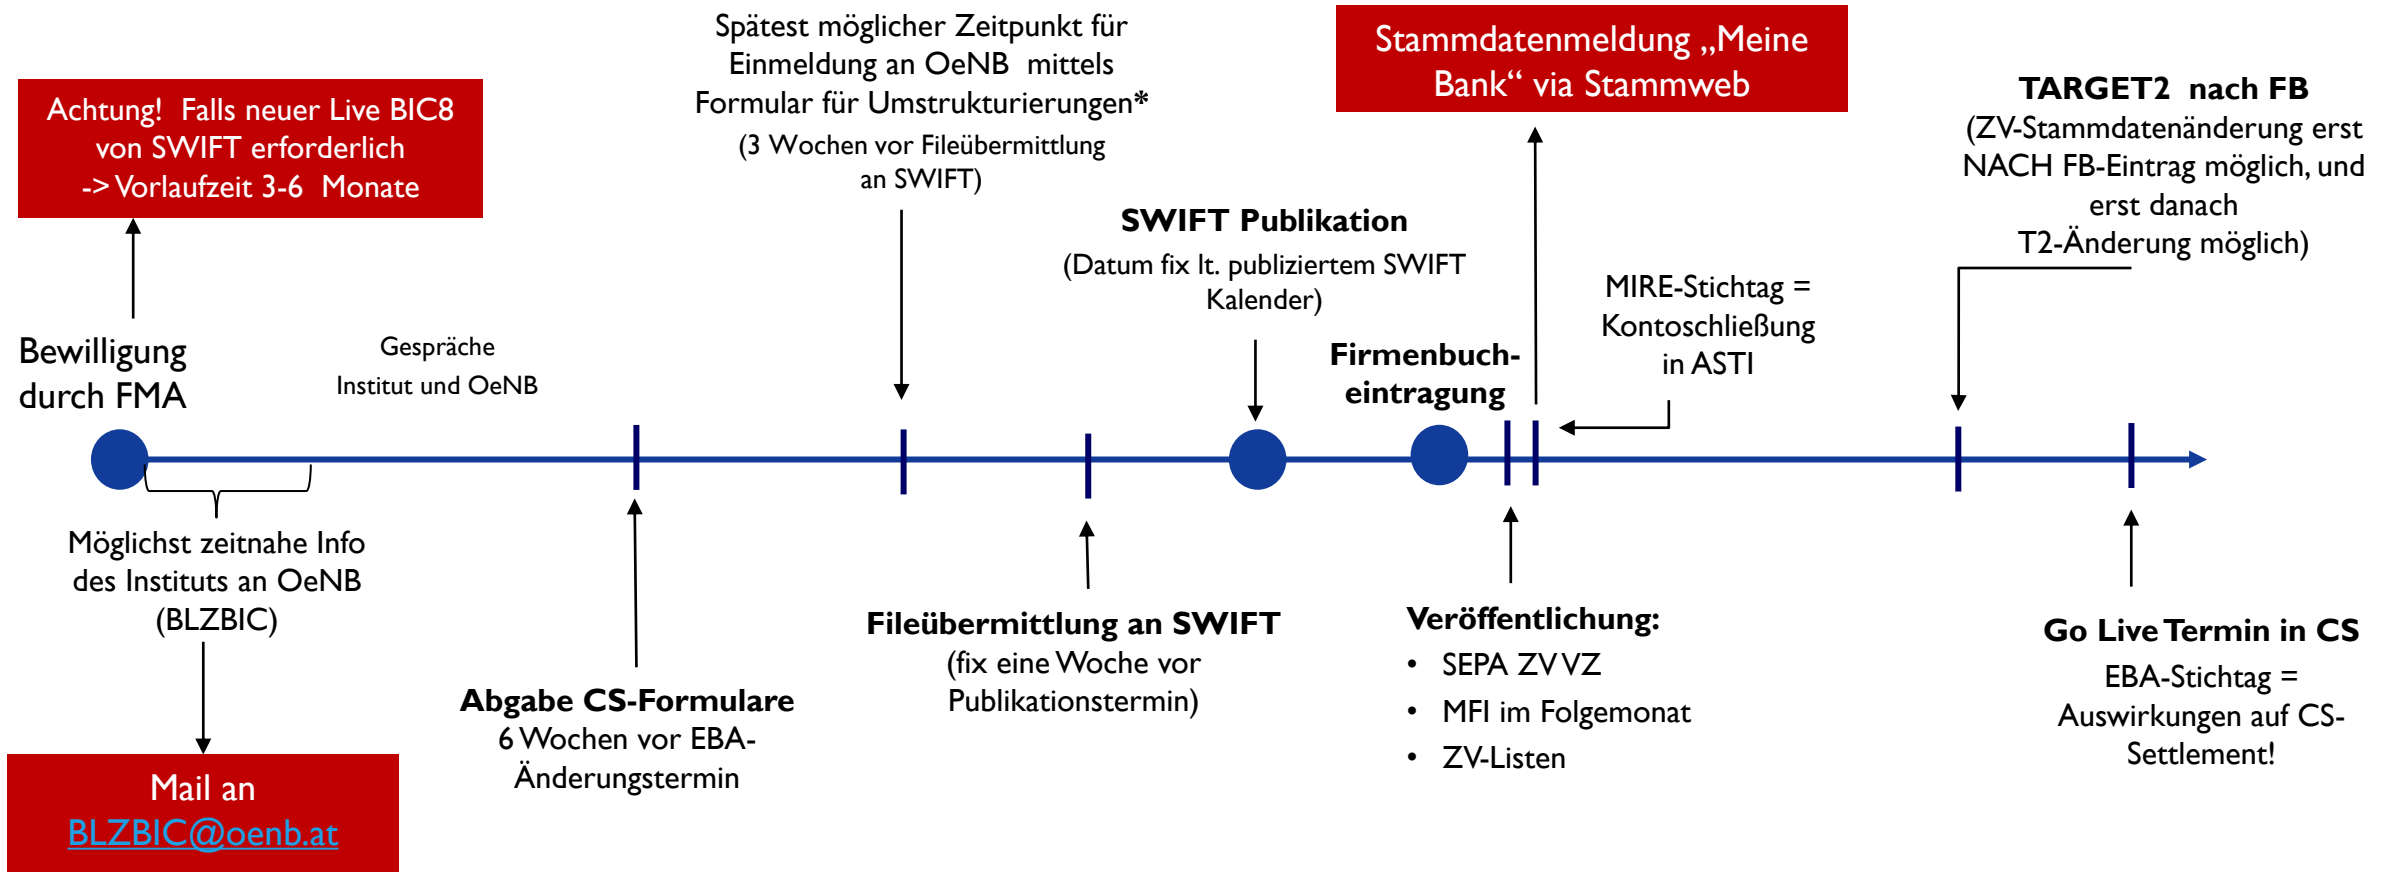 Achtung! Falls neuer Live BIC8
von SWIFT erforderlich
-> Vorlaufzeit 3-6 Monate
Bewilligung
durch FMA
Gespräche
Institut und OeNB
Spätest möglicher Zeitpunkt für
Einmeldung an OeNB mittels
Formular für Umstrukturierungen*
(3 Wochen vor Fileübermittlung
an SWIFT)
SWIFT Publikation
(Datum fix lt. publiziertem SWIFT
Kalender)
Firmenbuch-
eintragung
Stammdatenmeldung „Meine
Bank“ via Stammweb
MIRE-Stichtag =
Kontoschließung
in ASTI
TARGET2 nach FB
(ZV-Stammdatenänderung erst
NACH FB-Eintrag möglich, und
erst danach
T2-Änderung möglich)
Möglichst zeitnahe Info
des Instituts an OeNB
(BLZBIC)
Mail an
BLZBIC@oenb.at
Abgabe CS-Formulare
6 Wochen vor EBA-
Änderungstermin
Fileübermittlung an SWIFT
(fix eine Woche vor
Publikationstermin)
Veröffentlichung:
• SEPA ZV VZ
• MFI im Folgemonat
• ZV-Listen
Go Live Termin in CS
EBA-Stichtag =
Auswirkungen auf CS-
Settlement!